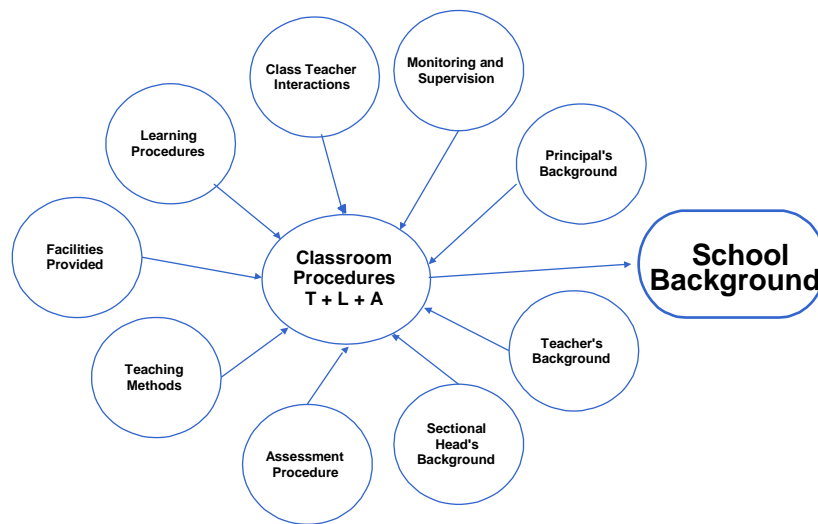 Class Teacher
Interactions
Monitoring and
Supervision
Learning
Procedures
Principal's
Background
Facilities
Provided
Classroom
Procedures
T + L + A
School
Background
Teacher's
Background
Teaching
Methods
Assessment
Procedure
Sectional
Head's
Background